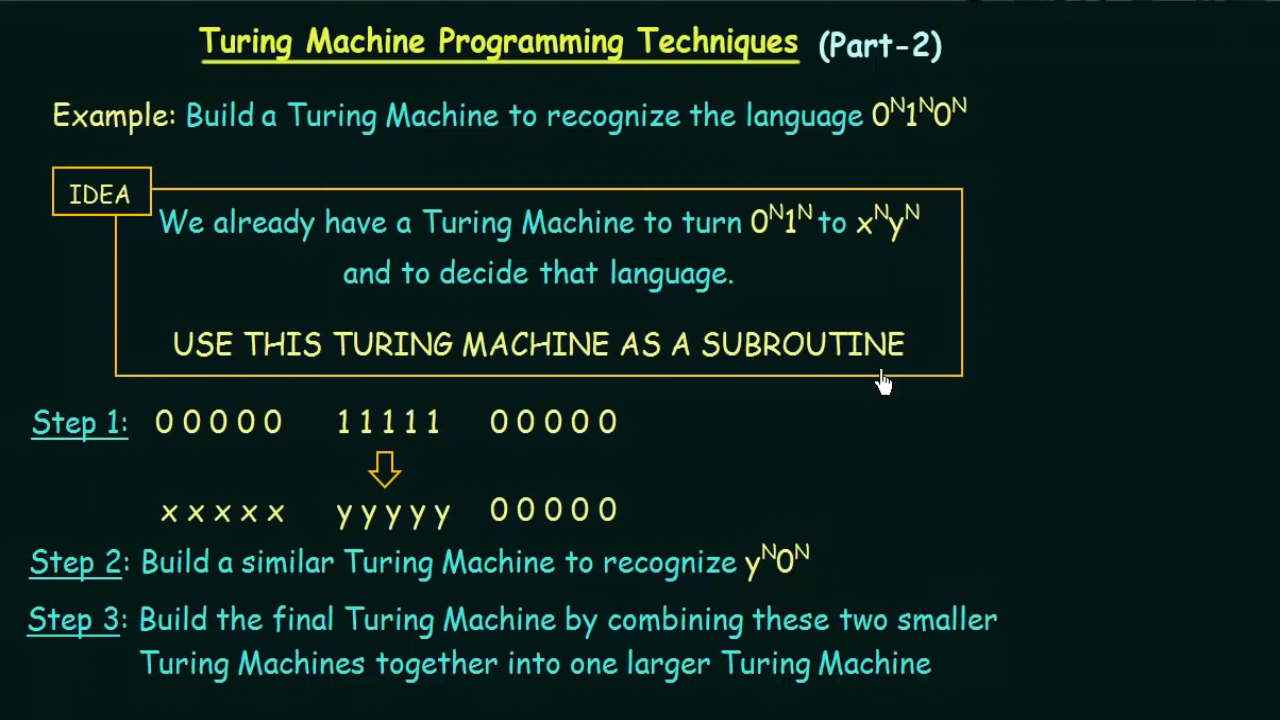 Turing Machine Programming Techniques (Part-2)
Example: Build a Turing Machine to recognize the language 0ᴺ1ᴺ0ᴺ
IDEA
We already have a Turing Machine to turn 0ᴺ1ᴺ to xᴺyᴺ
and to decide that language.
USE THIS TURING MACHINE AS A SUBROUTINE
Step 1: 0 0 0 0 0 1 1 1 1 1 0 0 0 0 0
x x x x x y y y y y 0 0 0 0 0
Step 2: Build a similar Turing Machine to recognize yᴺ0ᴺ
Step 3: Build the final Turing Machine by combining these two smaller
Turing Machines together into one larger Turing Machine